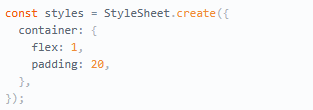 const styles = StyleSheet.create({
  container: {
    flex: 1,
    padding: 20,
  },
});